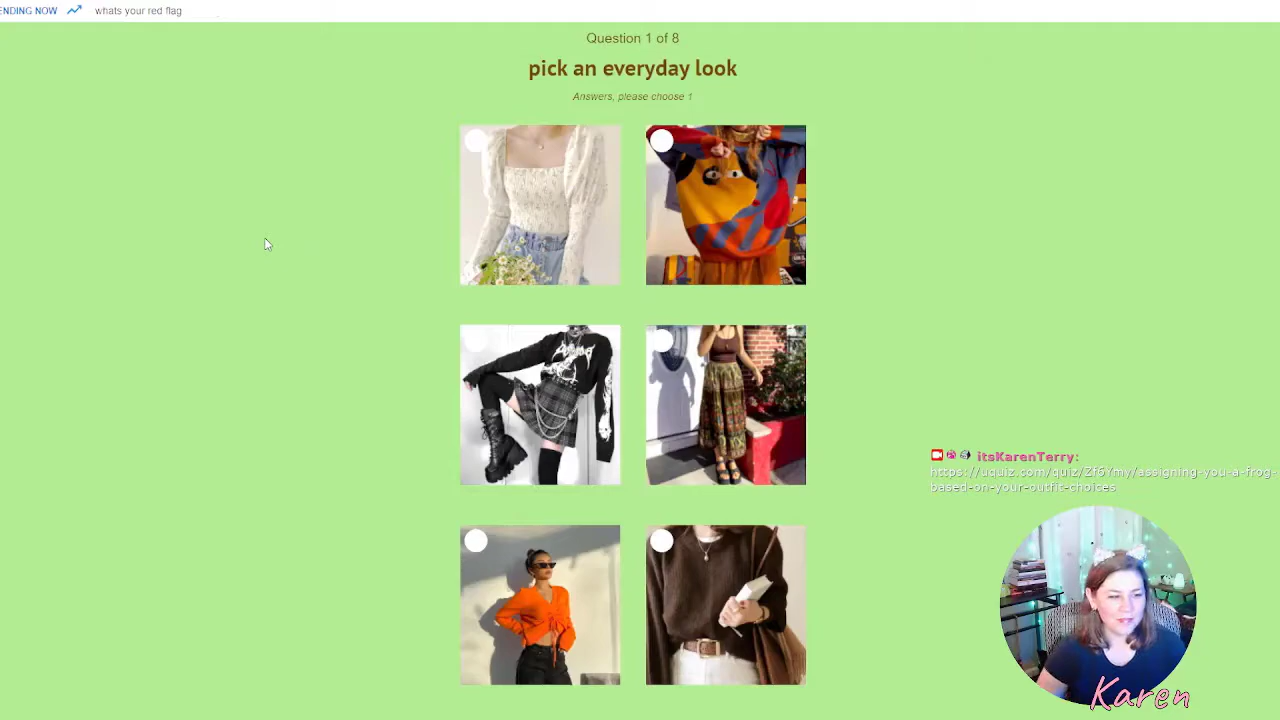 ENDING NOW whats your red flag
Question 1 of 8
pick an everyday look
Answers, please choose 1
itsKarenTerry:
https://uquiz.com/quiz/Zf6Ymy/assigning-you-a-frog-
based-on-your-outfit-choices
Karen